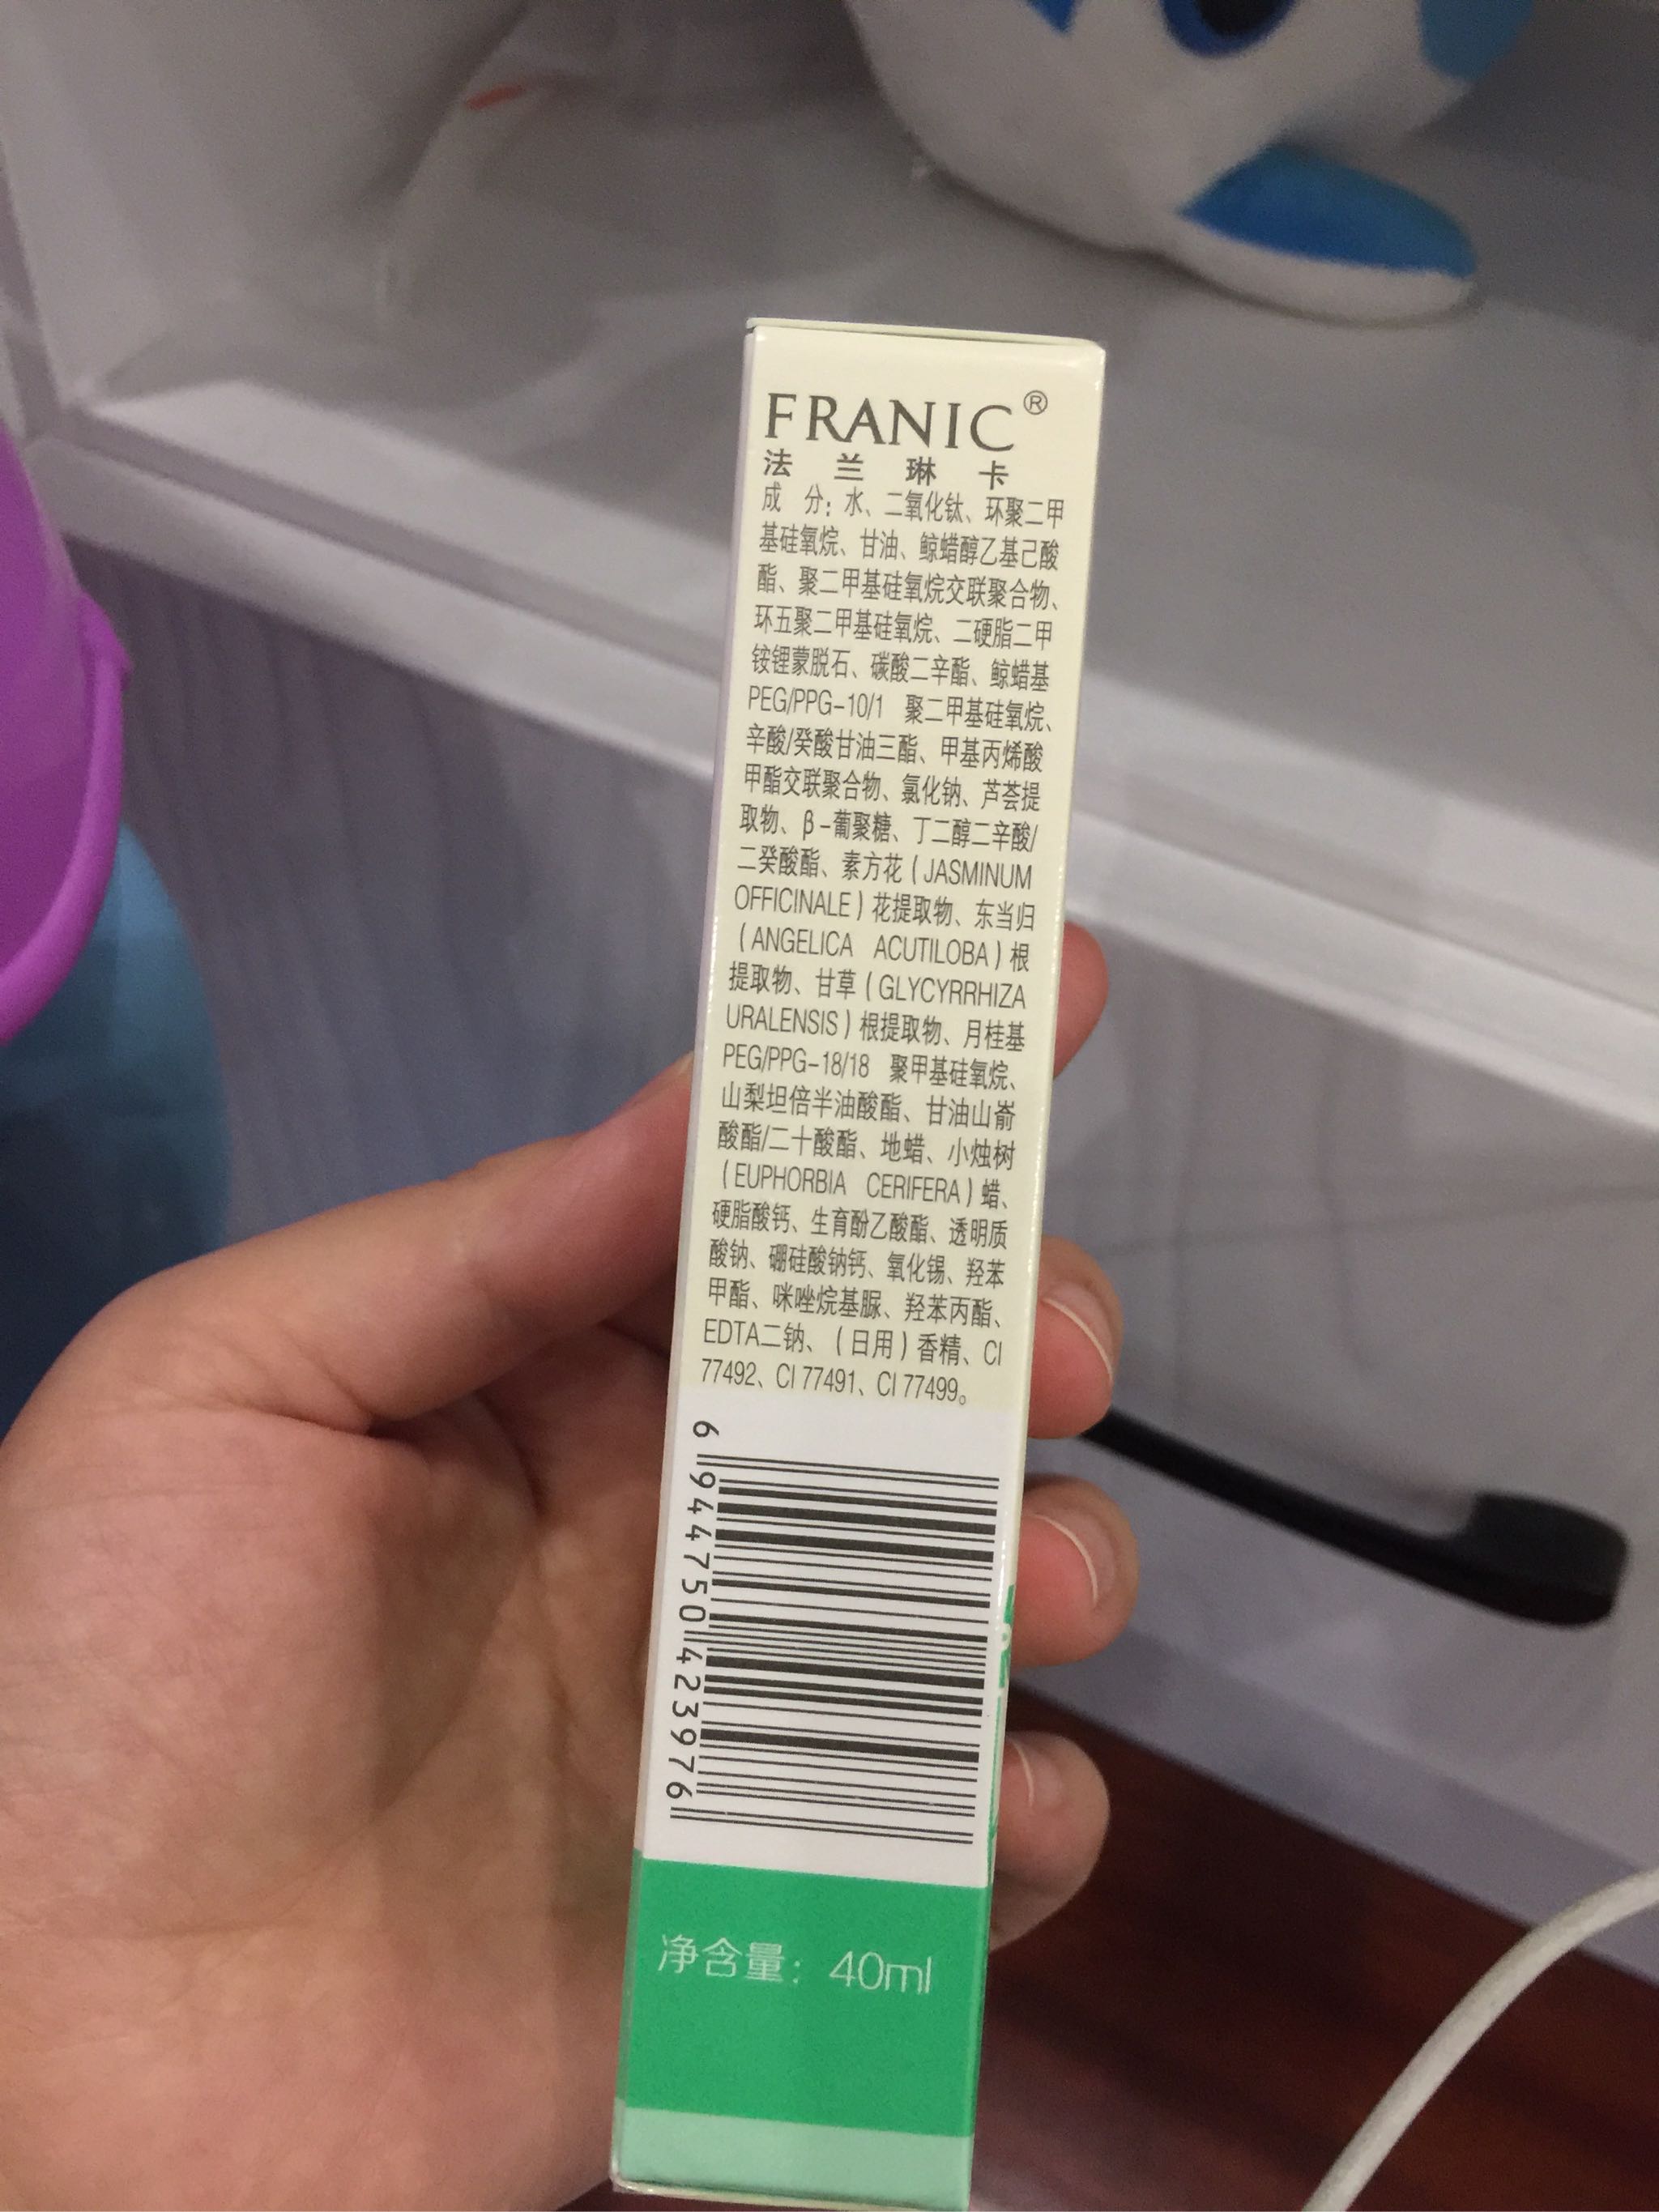 FRANIC®
法兰琳卡
成 分：水、二氧化钛、环聚二甲
基硅氧烷、甘油、鲸蜡醇乙基己酸
酯、聚二甲基硅氧烷交联聚合物、
环五聚二甲基硅氧烷、二硬脂二甲
铵锂蒙脱石、碳酸二辛酯、鲸蜡基
PEG/PPG-10/1 聚二甲基硅氧烷、
辛酸/癸酸甘油三酯、甲基丙烯酸
甲酯交联聚合物、氯化钠、芦荟提
取物、β-葡聚糖、丁二醇二辛酸/
二癸酸酯、素方花（JASMINUM
OFFICINALE）花提取物、东当归
（ANGELICA ACUTILOBA）根
提取物、甘草（GLYCYRRHIZA
URALENSIS）根提取物、月桂基
PEG/PPG-18/18 聚甲基硅氧烷、
山梨坦倍半油酸酯、甘油山嵛
酸酯/二十酸酯、地蜡、小烛树
（EUPHORBIA CERIFERA）蜡、
硬脂酸钙、生育酚乙酸酯、透明质
酸钠、硼硅酸钠钙、氧化锡、羟苯
甲酯、咪唑烷基脲、羟苯丙酯、
EDTA二钠、（日用）香精、CI
77492、CI 77491、CI 77499。
6 944750 423976
净含量：40ml